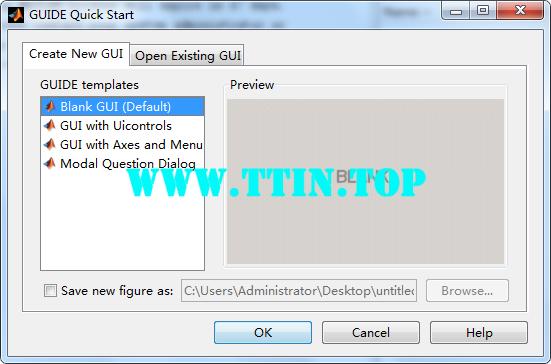 GUIDE Quick Start
Create New GUI
Open Existing GUI
GUIDE templates
Preview
Blank GUI (Default)
GUI with Uicontrols
GUI with Axes and Menu
Modal Question Dialog
BLANK
WWW.TTIN.TOP
Save new figure as:
C:\Users\Administrator\Desktop\untitled
Browse...
OK
Cancel
Help